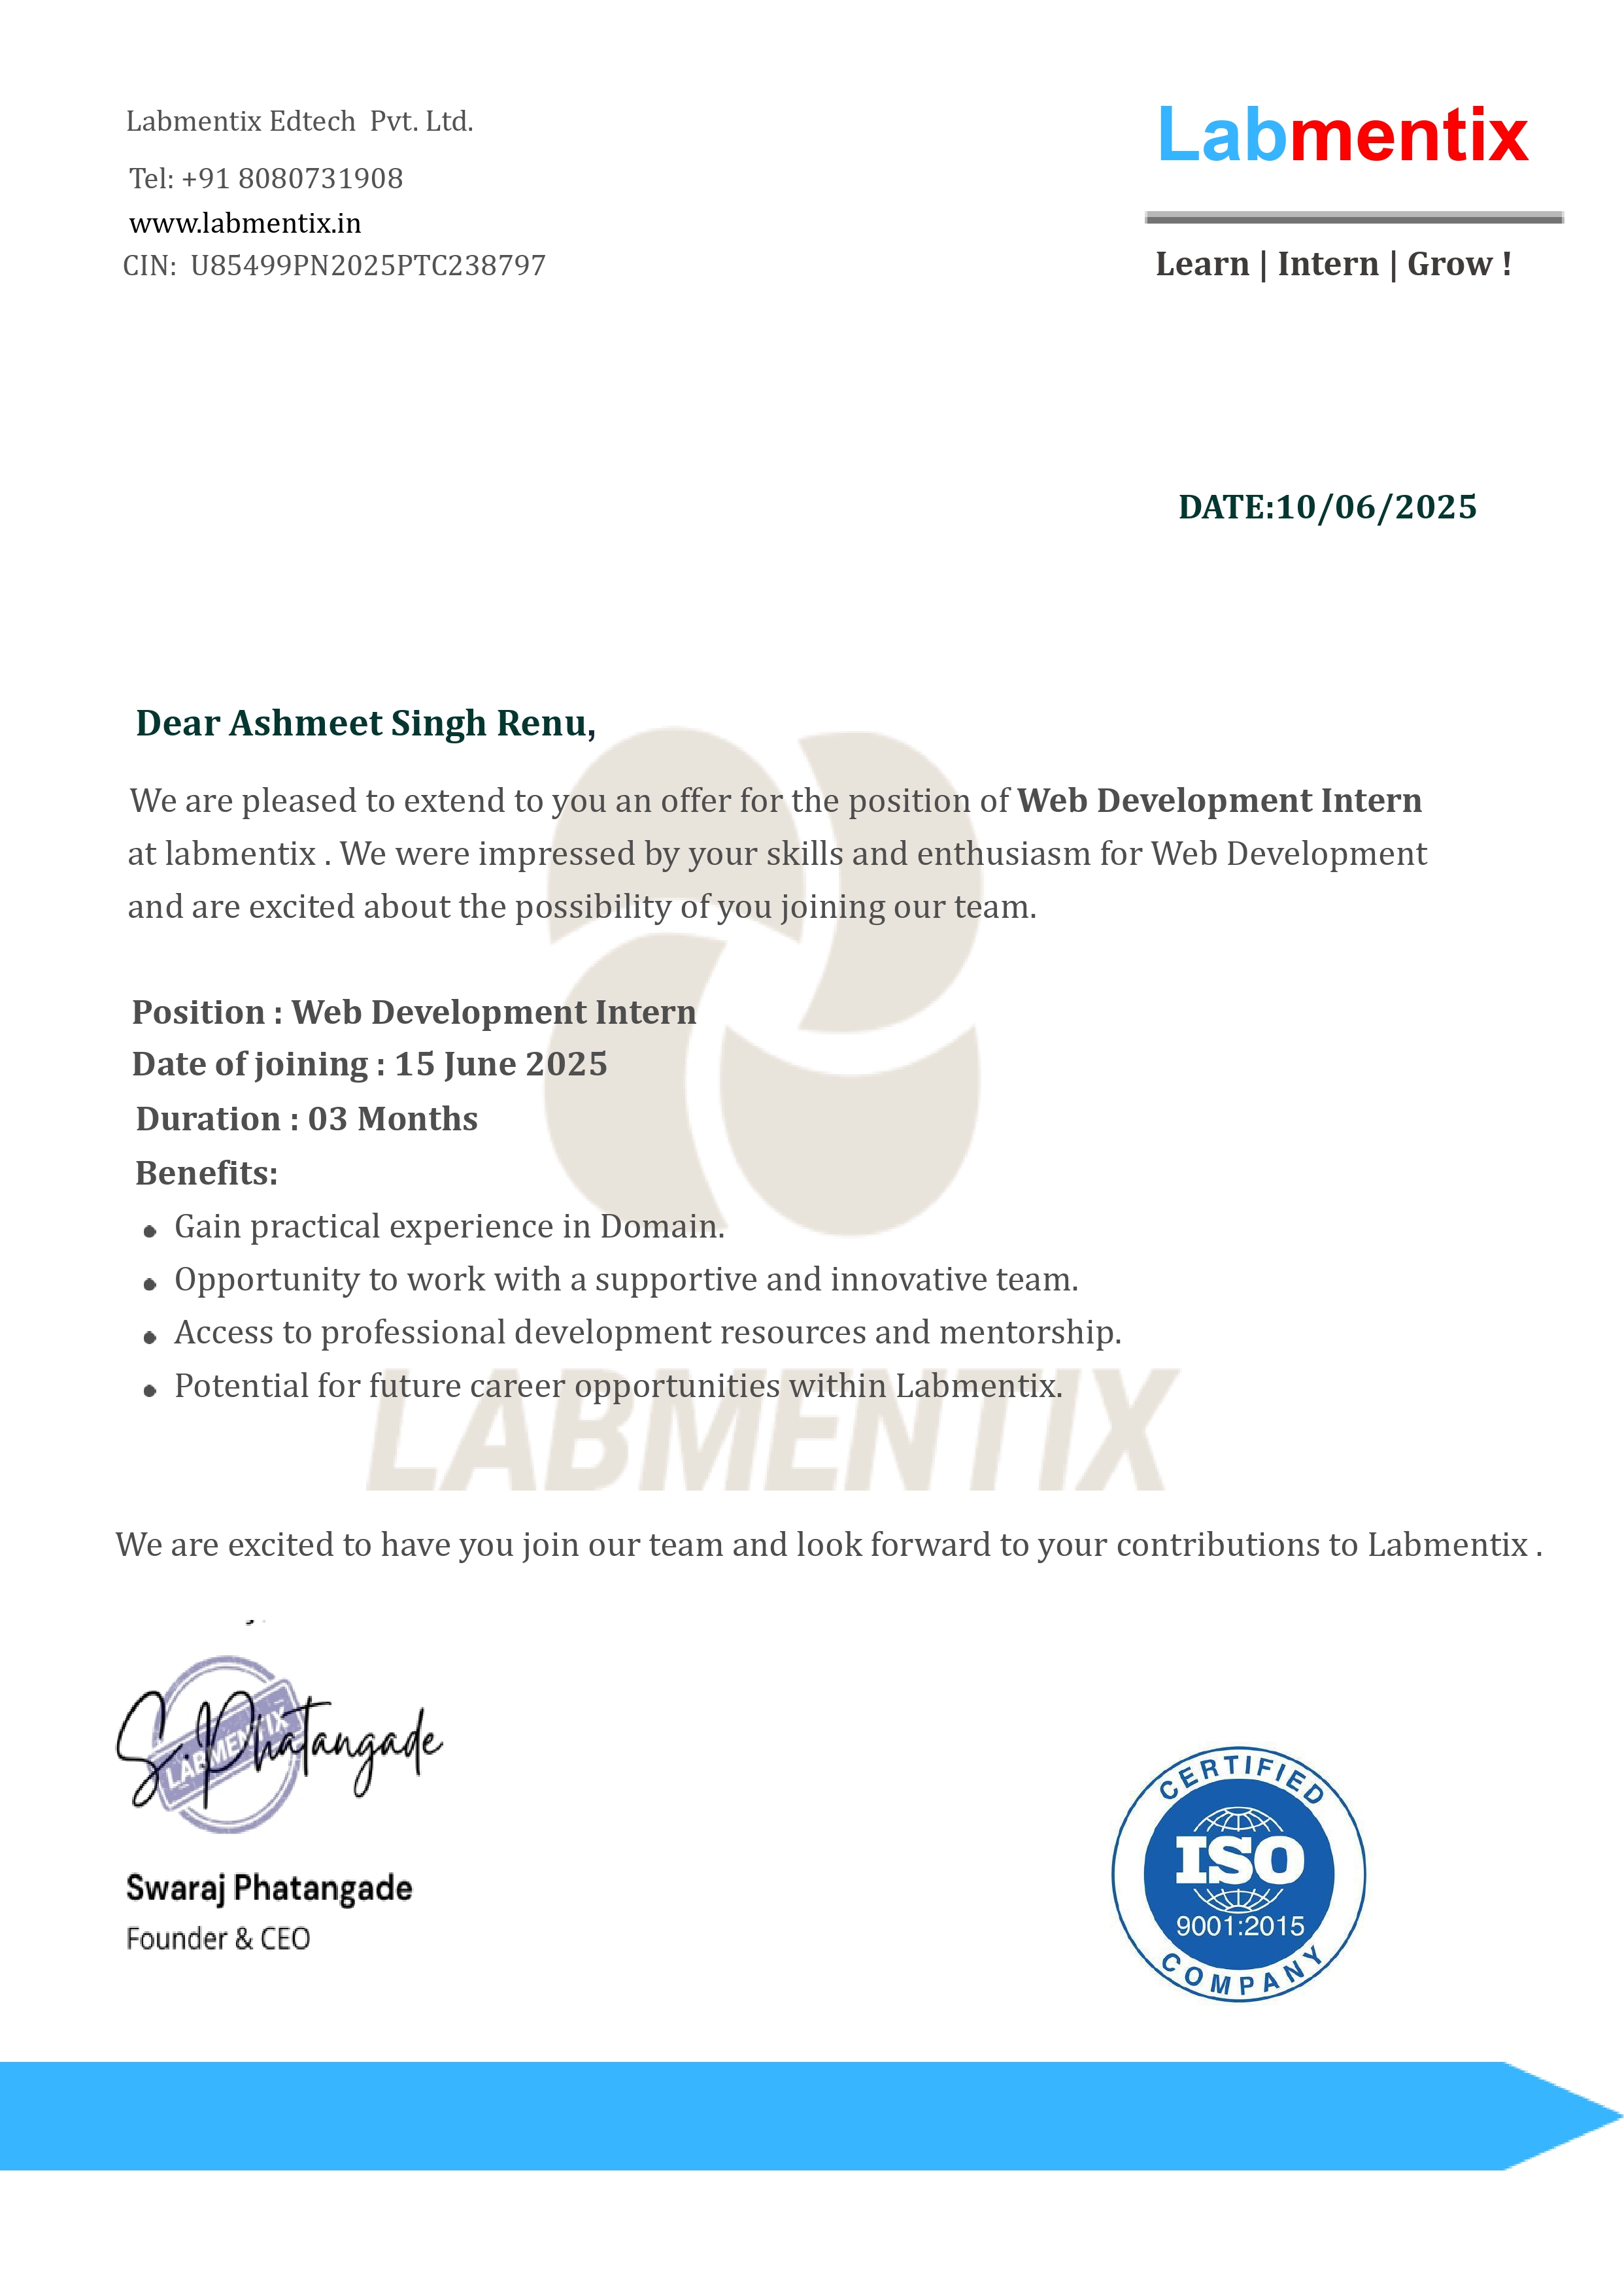 Labmentix Edtech  Pvt. Ltd.
Tel: +91 8080731908
www.labmentix.in
CIN:  U85499PN2025PTC238797
Labmentix
Learn | Intern | Grow !
DATE:10/06/2025
Dear Ashmeet Singh Renu,
We are pleased to extend to you an offer for the position of Web Development Intern
at labmentix . We were impressed by your skills and enthusiasm for Web Development
and are excited about the possibility of you joining our team.
Position : Web Development Intern
Date of joining : 15 June 2025
Duration : 03 Months
Benefits:
• Gain practical experience in Domain.
• Opportunity to work with a supportive and innovative team.
• Access to professional development resources and mentorship.
• Potential for future career opportunities within Labmentix.
LABMENTIX
We are excited to have you join our team and look forward to your contributions to Labmentix .
S.Phatangade
LABMENTIX
Swaraj Phatangade
Founder & CEO
CERTIFIED
ISO
9001:2015
COMPANY